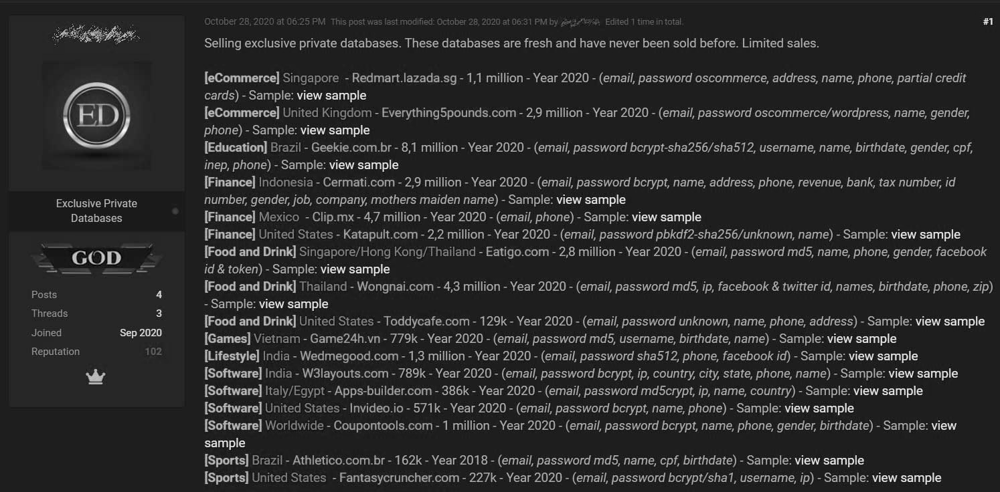 October 28, 2020 at 06:25 PM This post was last modified: October 28, 2020 at 06:31 PM by Edited 1 time in total.
#1
Selling exclusive private databases. These databases are fresh and have never been sold before. Limited sales.
[eCommerce] Singapore - Redmart.lazada.sg - 1,1 million - Year 2020 - (email, password oscommerce, address, name, phone, partial credit
cards) - Sample: view sample
[eCommerce] United Kingdom - Everything5pounds.com - 2,9 million - Year 2020 - (email, password oscommerce/wordpress, name, gender,
phone) - Sample: view sample
[Education] Brazil - Geekie.com.br - 8,1 million - Year 2020 - (email, password bcrypt-sha256/sha512, username, name, birthdate, gender, cpf,
inep, phone) - Sample: view sample
[Finance] Indonesia - Cermati.com - 2,9 million - Year 2020 - (email, password bcrypt, name, address, phone, revenue, bank, tax number, id
number, gender, job, company, mothers maiden name) - Sample: view sample
[Finance] Mexico - Clip.mx - 4,7 million - Year 2020 - (email, phone) - Sample: view sample
[Finance] United States - Katapult.com - 2,2 million - Year 2020 - (email, password pbkdf2-sha256/unknown, name) - Sample: view sample
[Food and Drink] Singapore/Hong Kong/Thailand - Eatigo.com - 2,8 million - Year 2020 - (email, password md5, name, phone, gender, facebook
id & token) - Sample: view sample
[Food and Drink] Thailand - Wongnai.com - 4,3 million - Year 2020 - (email, password md5, ip, facebook & twitter id, names, birthdate, phone, zip)
- Sample: view sample
[Food and Drink] United States - Toddycafe.com - 129k - Year 2020 - (email, password unknown, name, phone, address) - Sample: view sample
[Games] Vietnam - Game24h.vn - 779k - Year 2020 - (email, password md5, username, birthdate, name) - Sample: view sample
[Lifestyle] India - Wedmegood.com - 1,3 million - Year 2020 - (email, password sha512, phone, facebook id) - Sample: view sample
[Software] India - W3layouts.com - 789k - Year 2020 - (email, password bcrypt, ip, country, city, state, phone, name) - Sample: view sample
[Software] Italy/Egypt - Apps-builder.com - 386k - Year 2020 - (email, password md5crypt, ip, name, country) - Sample: view sample
[Software] United States - Invideo.io - 571k - Year 2020 - (email, password bcrypt, name, phone) - Sample: view sample
[Software] Worldwide - Coupontools.com - 1 million - Year 2020 - (email, password bcrypt, name, phone, gender, birthdate) - Sample: view
sample
[Sports] Brazil - Athletico.com.br - 162k - Year 2018 - (email, password md5, name, cpf, birthdate) - Sample: view sample
[Sports] United States - Fantasycruncher.com - 227k - Year 2020 - (email, password bcrypt/sha1, username, ip) - Sample: view sample
ED
Exclusive Private
Databases
GOD
Posts 4
Threads 3
Joined Sep 2020
Reputation 102